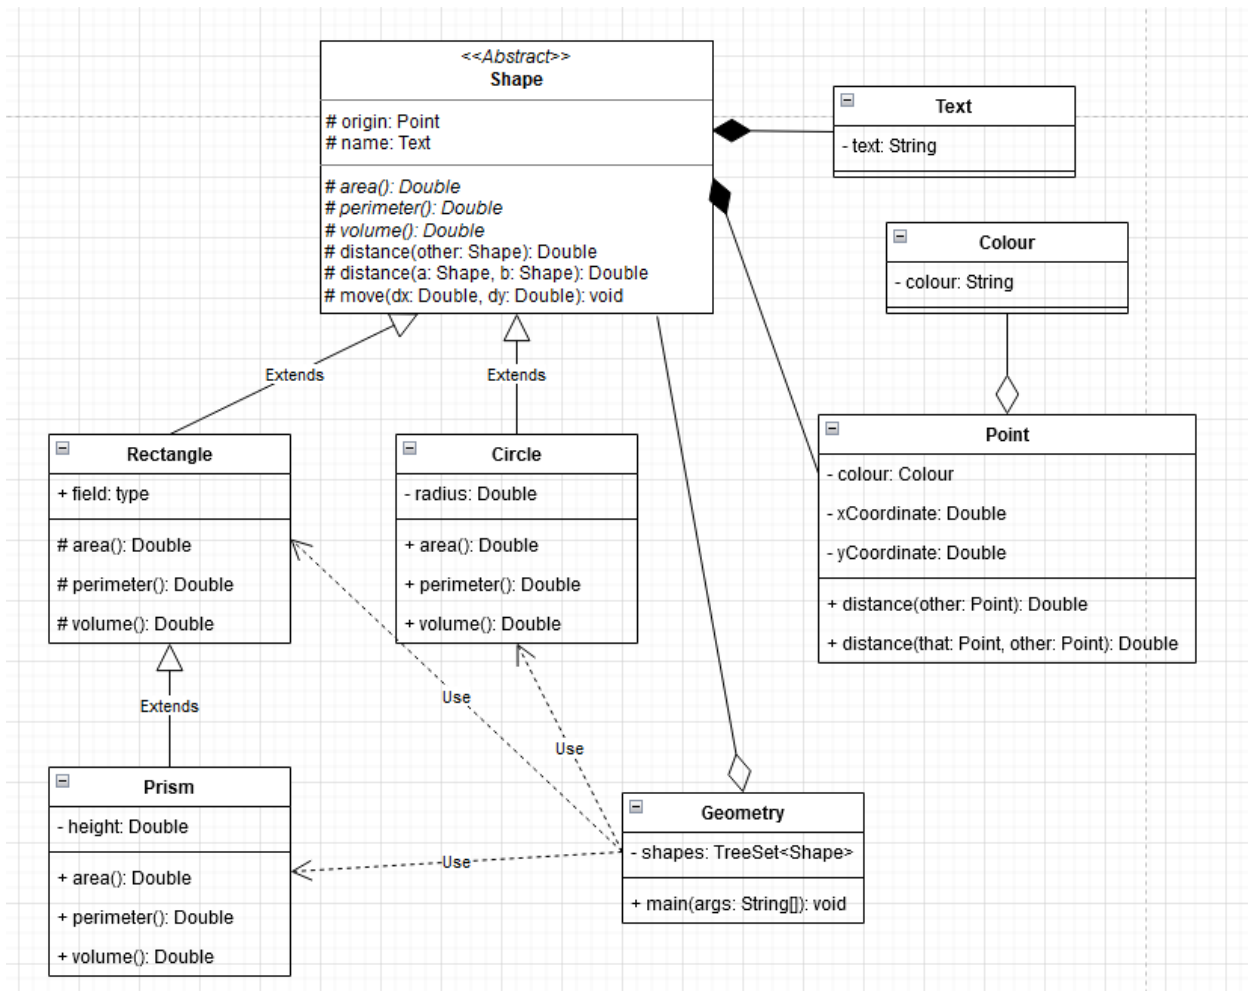 <<Abstract>>
Shape
# origin: Point
# name: Text
# area(): Double
# perimeter(): Double
# volume(): Double
# distance(other: Shape): Double
# distance(a: Shape, b: Shape): Double
# move(dx: Double, dy: Double): void
Text
- text: String
Colour
- colour: String
Extends
Extends
Rectangle
+ field: type
# area(): Double
# perimeter(): Double
# volume(): Double
Circle
- radius: Double
+ area(): Double
+ perimeter(): Double
+ volume(): Double
Point
- colour: Colour
- xCoordinate: Double
- yCoordinate: Double
+ distance(other: Point): Double
+ distance(that: Point, other: Point): Double
Extends
Use
Use
Use
Prism
- height: Double
+ area(): Double
+ perimeter(): Double
+ volume(): Double
Geometry
- shapes: TreeSet<Shape>
+ main(args: String[]): void